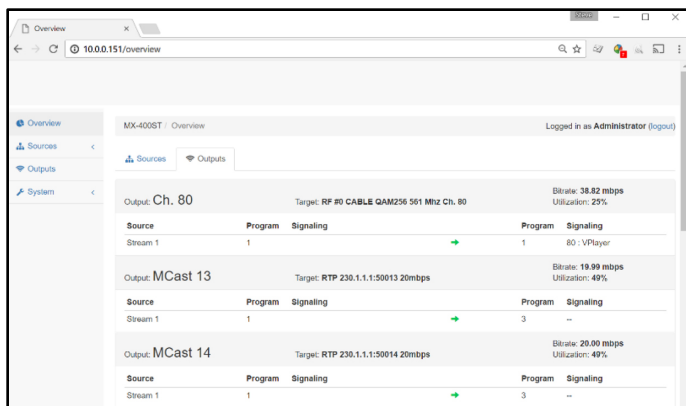 Overview
10.0.0.151/overview
Overview
Sources
Outputs
System
MX-400ST / Overview
Logged in as Administrator (logout)
Sources
Outputs
Output: Ch. 80
Target: RF #0 CABLE QAM256 561 Mhz Ch. 80
Bitrate: 38.82 mbps
Utilization: 25%
Source Program Signaling Program Signaling
Stream 1 1 1 80 : VPlayer
Output: MCast 13
Target: RTP 230.1.1.1:50013 20mbps
Bitrate: 19.99 mbps
Utilization: 49%
Source Program Signaling Program Signaling
Stream 1 1 3 --
Output: MCast 14
Target: RTP 230.1.1.1:50014 20mbps
Bitrate: 20.00 mbps
Utilization: 49%
Source Program Signaling Program Signaling
Stream 1 1 3 --